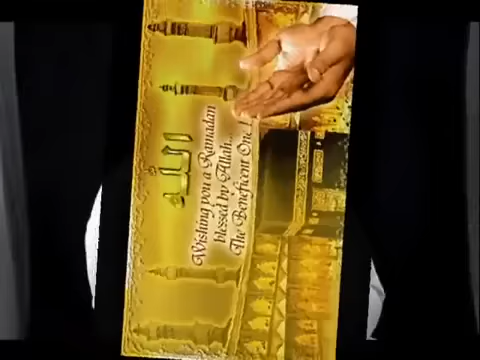 الله
Wishing you a Ramadan
blessed by Allah...
The Beneficent One!